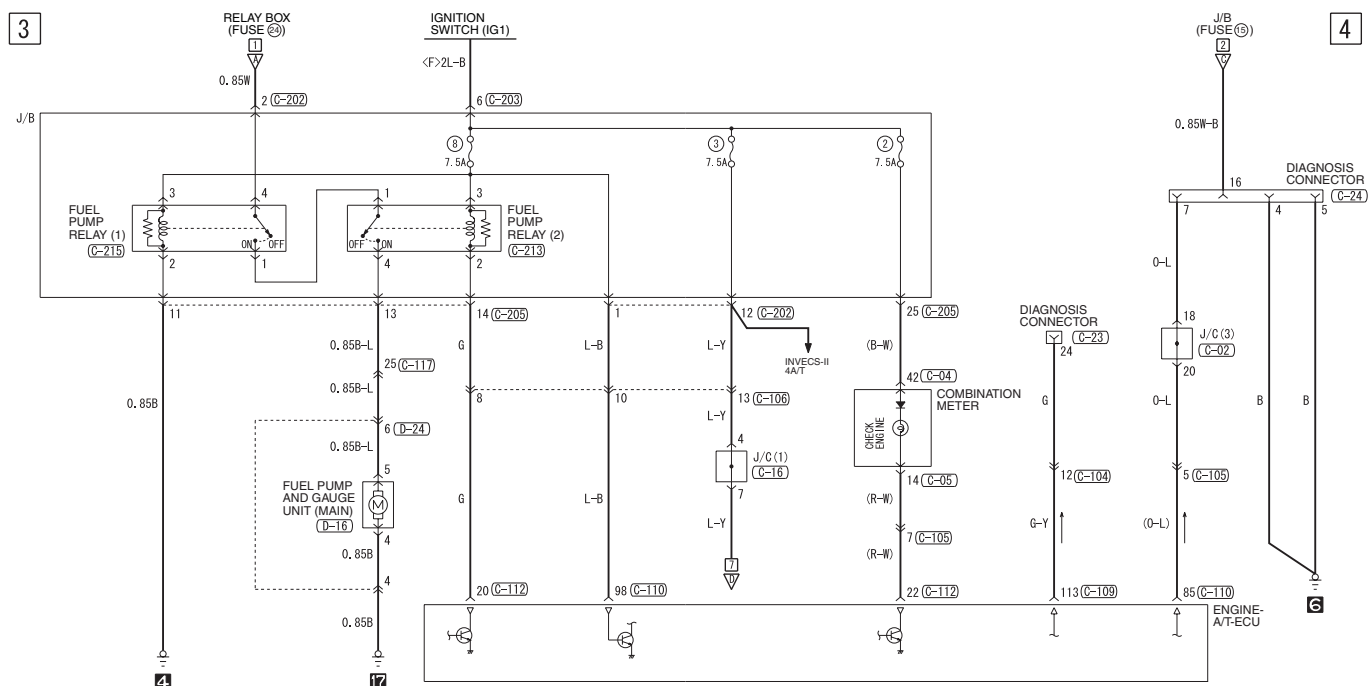 3
RELAY BOX
(FUSE ㉔)
IGNITION
SWITCH (IG1)
J/B
(FUSE⑮)
4
1
A
2
C
<F>2L-B
0.85W
2 C-202
6 C-203
J/B
0.85W-B
⑧
7.5A
③
7.5A
②
7.5A
16
DIAGNOSIS
CONNECTOR
C-24
7
4
5
3
4
1
3
FUEL
PUMP
RELAY (1)
C-215
ON
OFF
OFF
ON
FUEL
PUMP
RELAY (2)
C-213
2
1
4
2
O-L
11
13
14 C-205
1
12 C-202
25 C-205
DIAGNOSIS
CONNECTOR
C-23
24
18
J/C(3)
C-02
20
0.85B-L
G
L-B
L-Y
INVECS-II
4A/T
(B-W)
25 C-117
42 C-04
0.85B
0.85B-L
8
10
13 C-106
COMBINATION
METER
CHECK
ENGINE
G
O-L
B
B
6 D-24
L-Y
0.85B-L
4
J/C(1)
C-16
7
5
FUEL PUMP
AND GAUGE
UNIT (MAIN)
D-16
M
4
14 C-05
12 C-104
5 C-105
G
L-B
L-Y
(R-W)
G-Y
(O-L)
0.85B
7 C-105
4
7
D
(R-W)
20 C-112
98 C-110
22 C-112
113 C-109
85 C-110
6
0.85B
ENGINE-
A/T-ECU
4
17